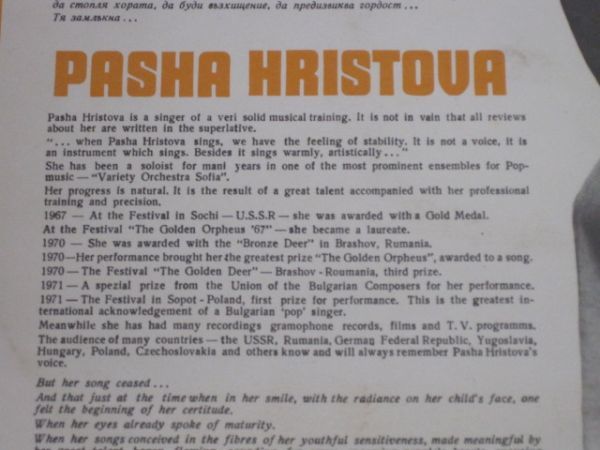 да стопля хората, да буди възхищение, да предизвиква гордост ...
Тя замлъкна ...
PASHA HRISTOVA
Pasha Hristova is a singer of a veri solid musical training. It is not in vain that all reviews
about her are written in the superlative.
“... when Pasha Hristova sings, we have the feeling of stability. It is not a voice, it is
an instrument which sings. Besides it sings warmly, artistically ...”
She has been a soloist for mani years in one of the most prominent ensembles for Pop-
music — “Variety Orchestra Sofia”.
Her progress is natural. It is the result of a great talent accompanied with her professional
training and precision.
1967 — At the Festival in Sochi — U.S.S.R — she was awarded with a Gold Medal.
At the Festival “The Golden Orpheus ’67” — she became a laureate.
1970 — She was awarded with the “Bronze Deer” in Brashov, Rumania.
1970—Her performance brought her the greatest prize “The Golden Orpheus”, awarded to a song.
1970 — The Festival “The Golden Deer” — Brashov - Roumania, third prize.
1971 — A spezial prize from the Union of the Bulgarian Composers for her performance.
1971 — The Festival in Sopot - Poland, first prize for performance. This is the greatest in-
ternational acknowledgement of a Bulgarian ‘pop’ singer.
Meanwhile she has had many recordings gramophone records, films and T. V. programms.
The audience of many countries — the USSR, Rumania, German Federal Republic, Yugoslavia,
Hungary, Poland, Czechoslovakia and others know and will always remember Pasha Hristova's
voice.
But her song ceased ...
And that just at the time when in her smile, with the radiance on her child's face, one
felt the beginning of her certitude.
When her eyes already spoke of maturity.
When her songs conceived in the fibres of her youthful sensitiveness, made meaningful by